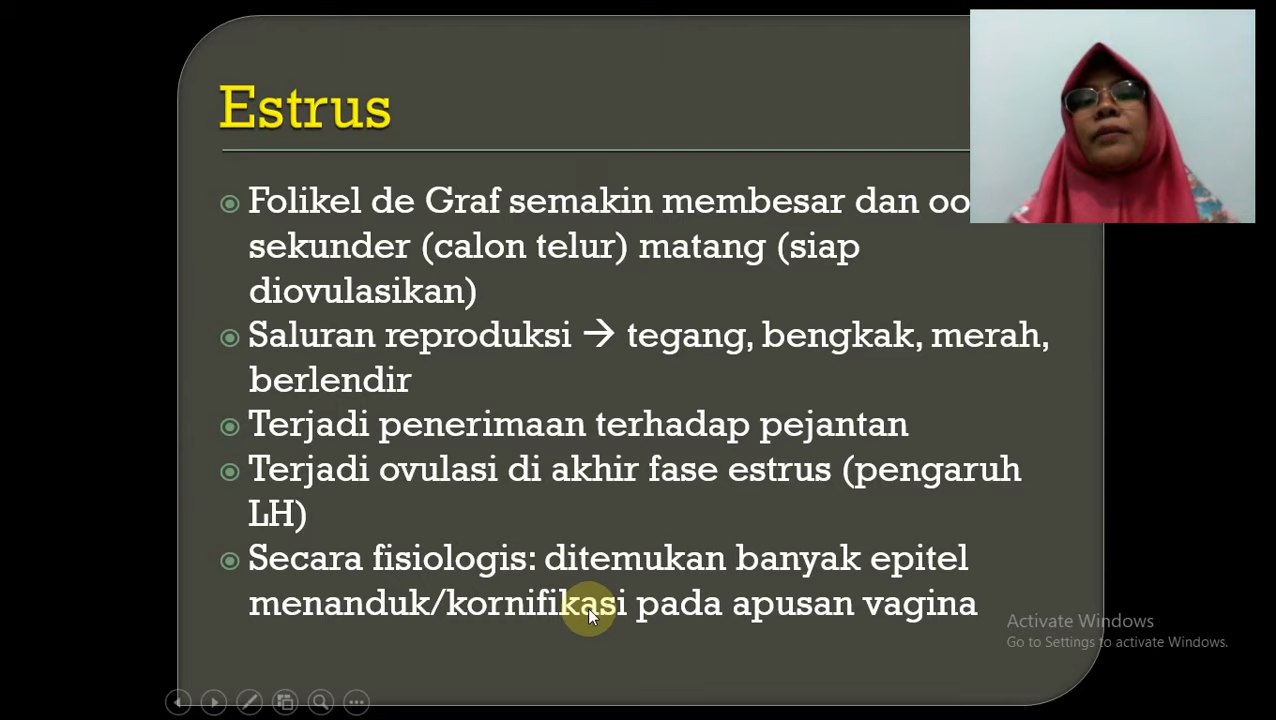 Estrus
Folikel de Graf semakin membesar dan
sekunder (calon telur) matang (siap
diovulasikan)
Saluran reproduksi → tegang, bengkak, merah,
berlendir
Terjadi penerimaan terhadap pejantan
Terjadi ovulasi di akhir fase estrus (pengaruh
LH)
Secara fisiologis: ditemukan banyak epitel
menanduk/kornifikasi pada apusan vagina
Activate Windows
Go to Settings to activate Windows.